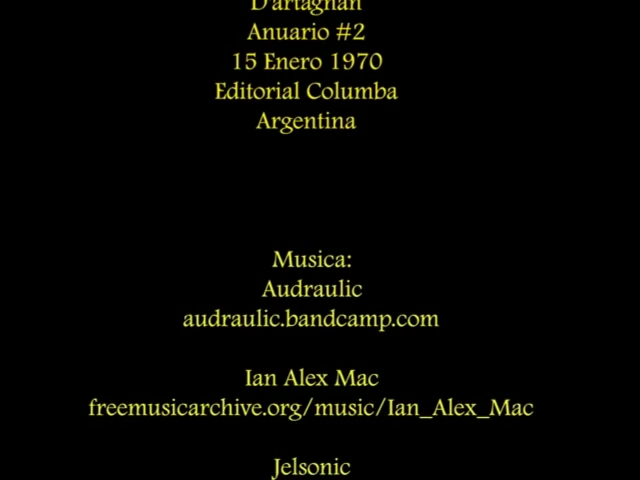 D'artagnan
Anuario #2
15 Enero 1970
Editorial Columba
Argentina
Musica:
Audraulic
audraulic.bandcamp.com
Ian Alex Mac
freemusicarchive.org/music/Ian_Alex_Mac
Jelsonic